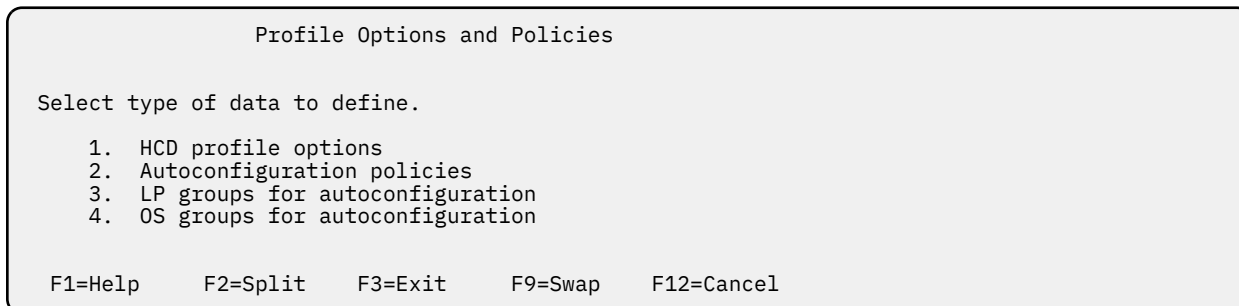 Profile Options and Policies
Select type of data to define.
1. HCD profile options
2. Autoconfiguration policies
3. LP groups for autoconfiguration
4. OS groups for autoconfiguration
F1=Help F2=Split F3=Exit F9=Swap F12=Cancel